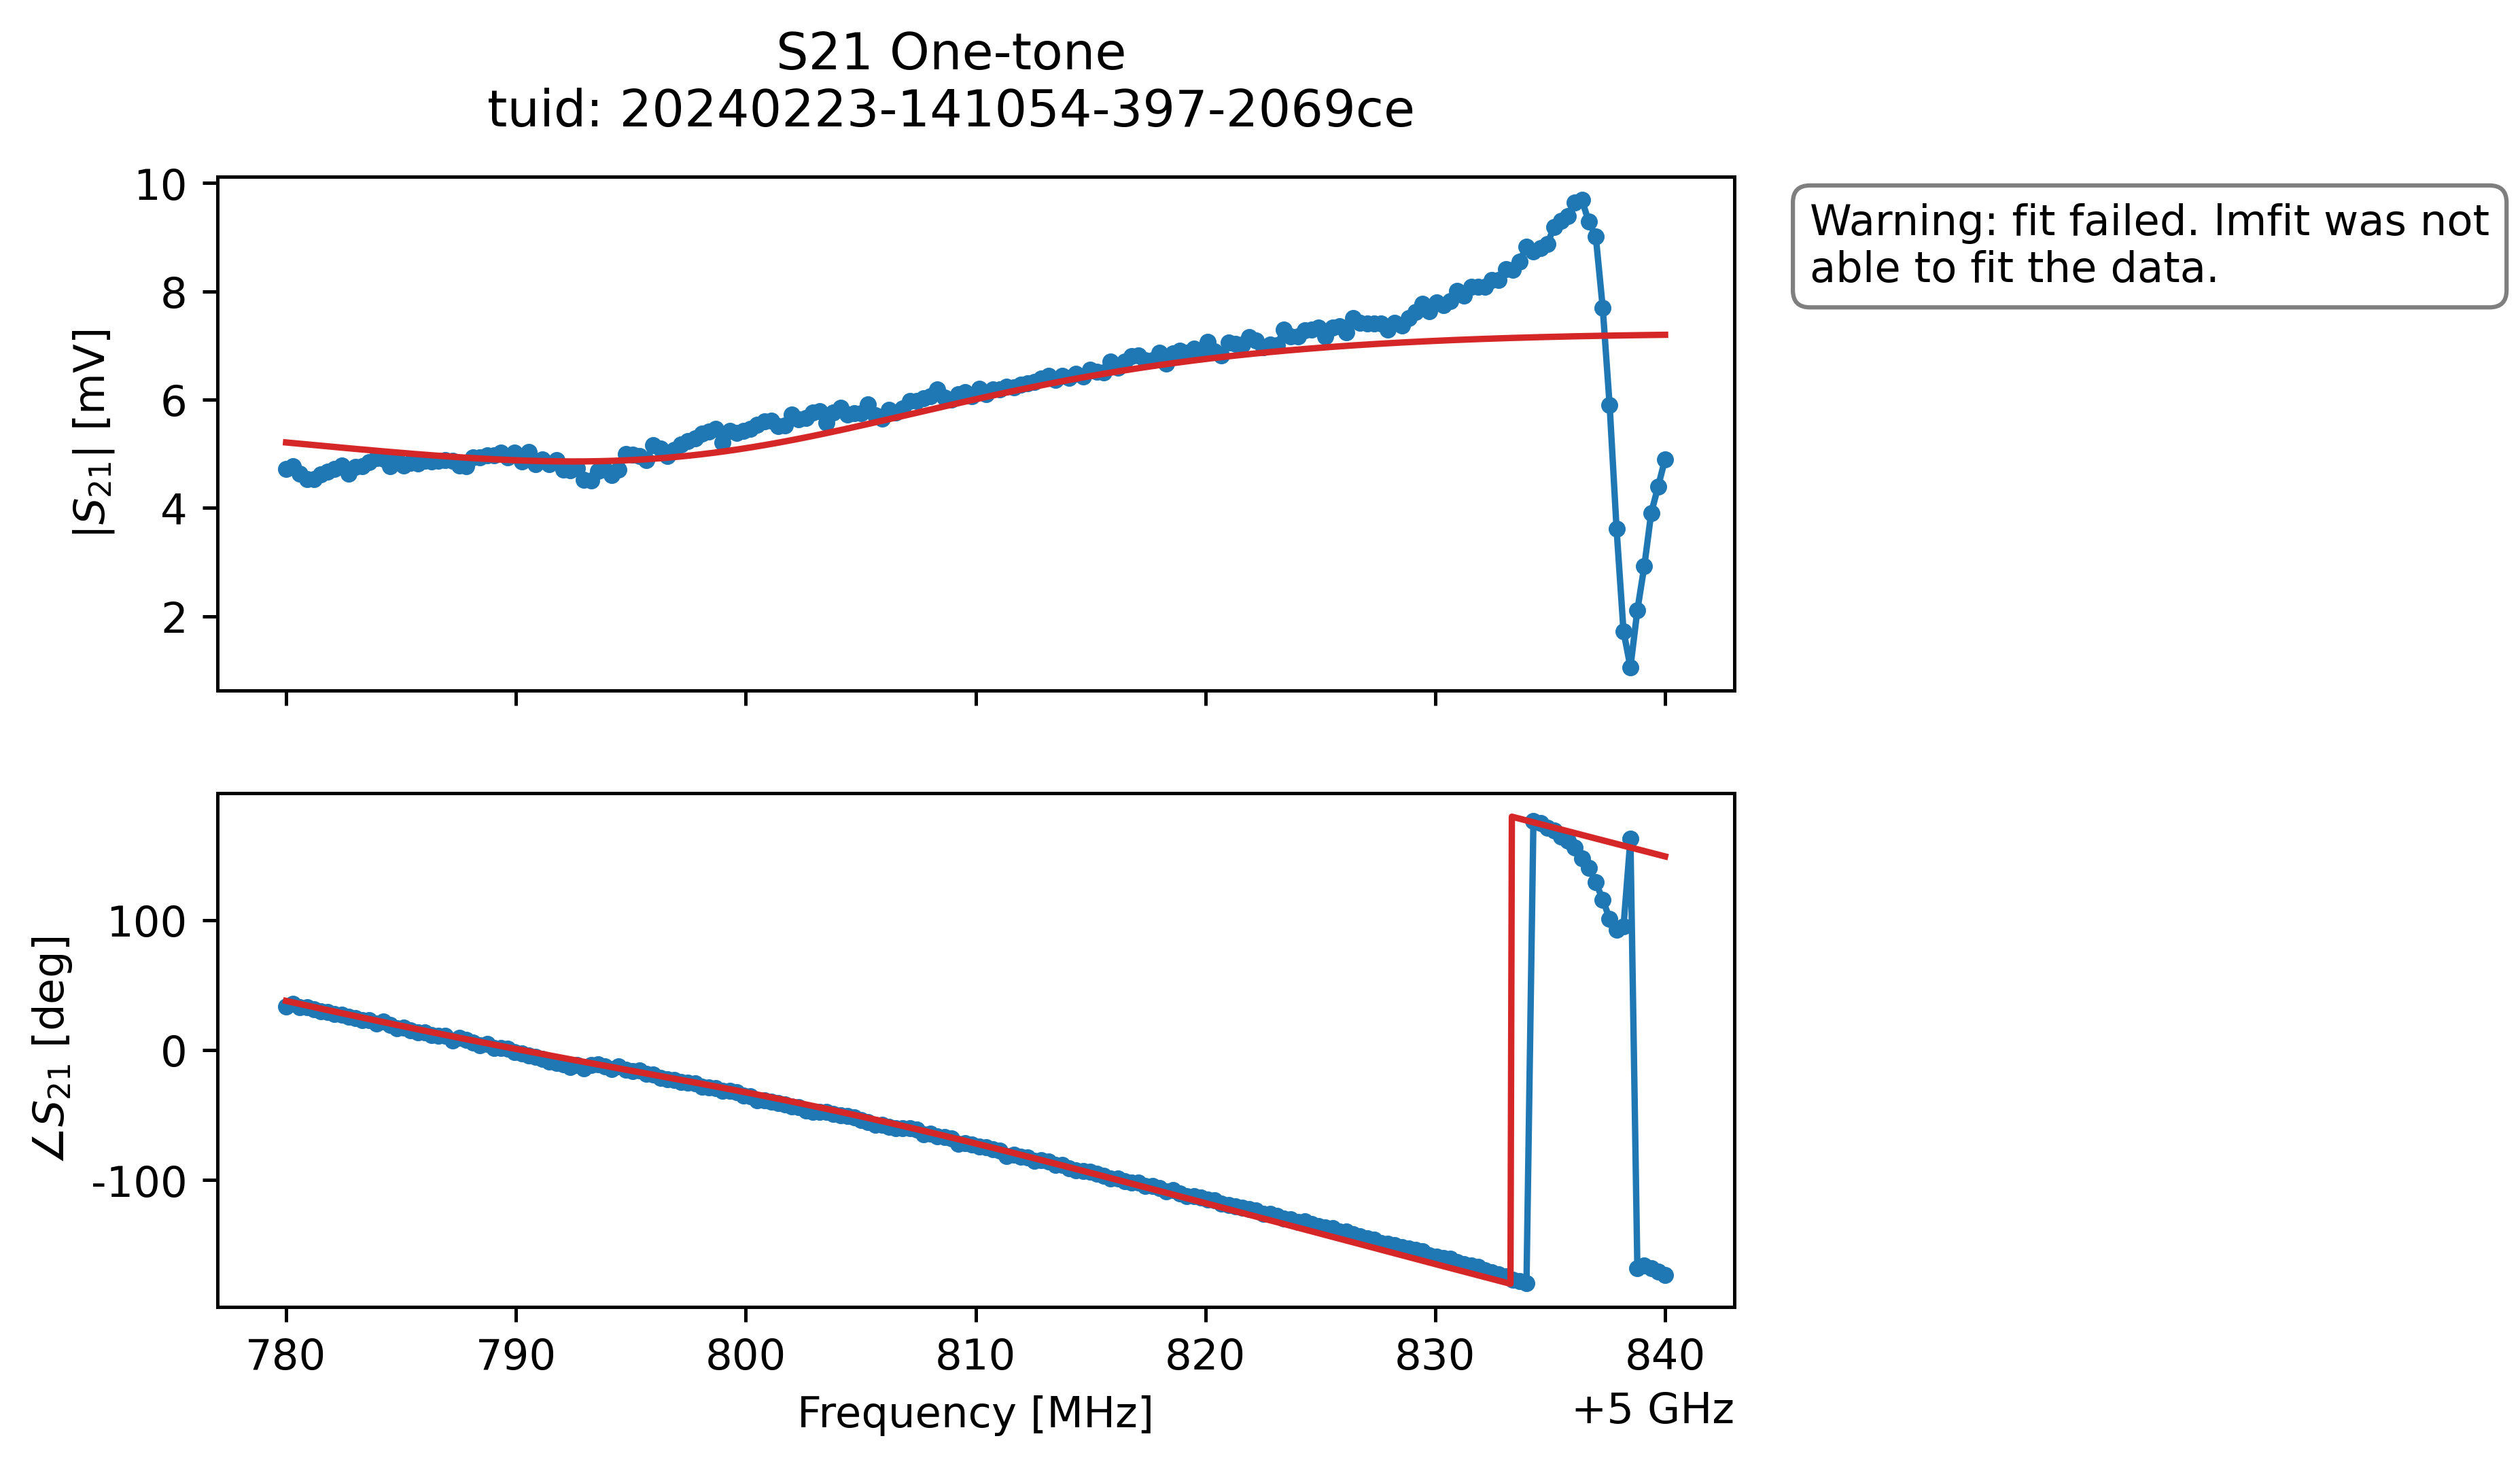 S21 One-tone
tuid: 20240223-141054-397-2069ce
10
8
6
4
2
|S21| [mV]
Warning: fit failed. lmfit was not
able to fit the data.
100
0
-100
∠S21 [deg]
780 790 800 810 820 830 840
Frequency [MHz]
+5 GHz